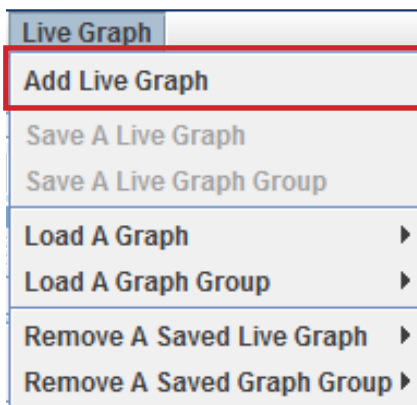 Live Graph
Add Live Graph
Save A Live Graph
Save A Live Graph Group
Load A Graph
Load A Graph Group
Remove A Saved Live Graph
Remove A Saved Graph Group